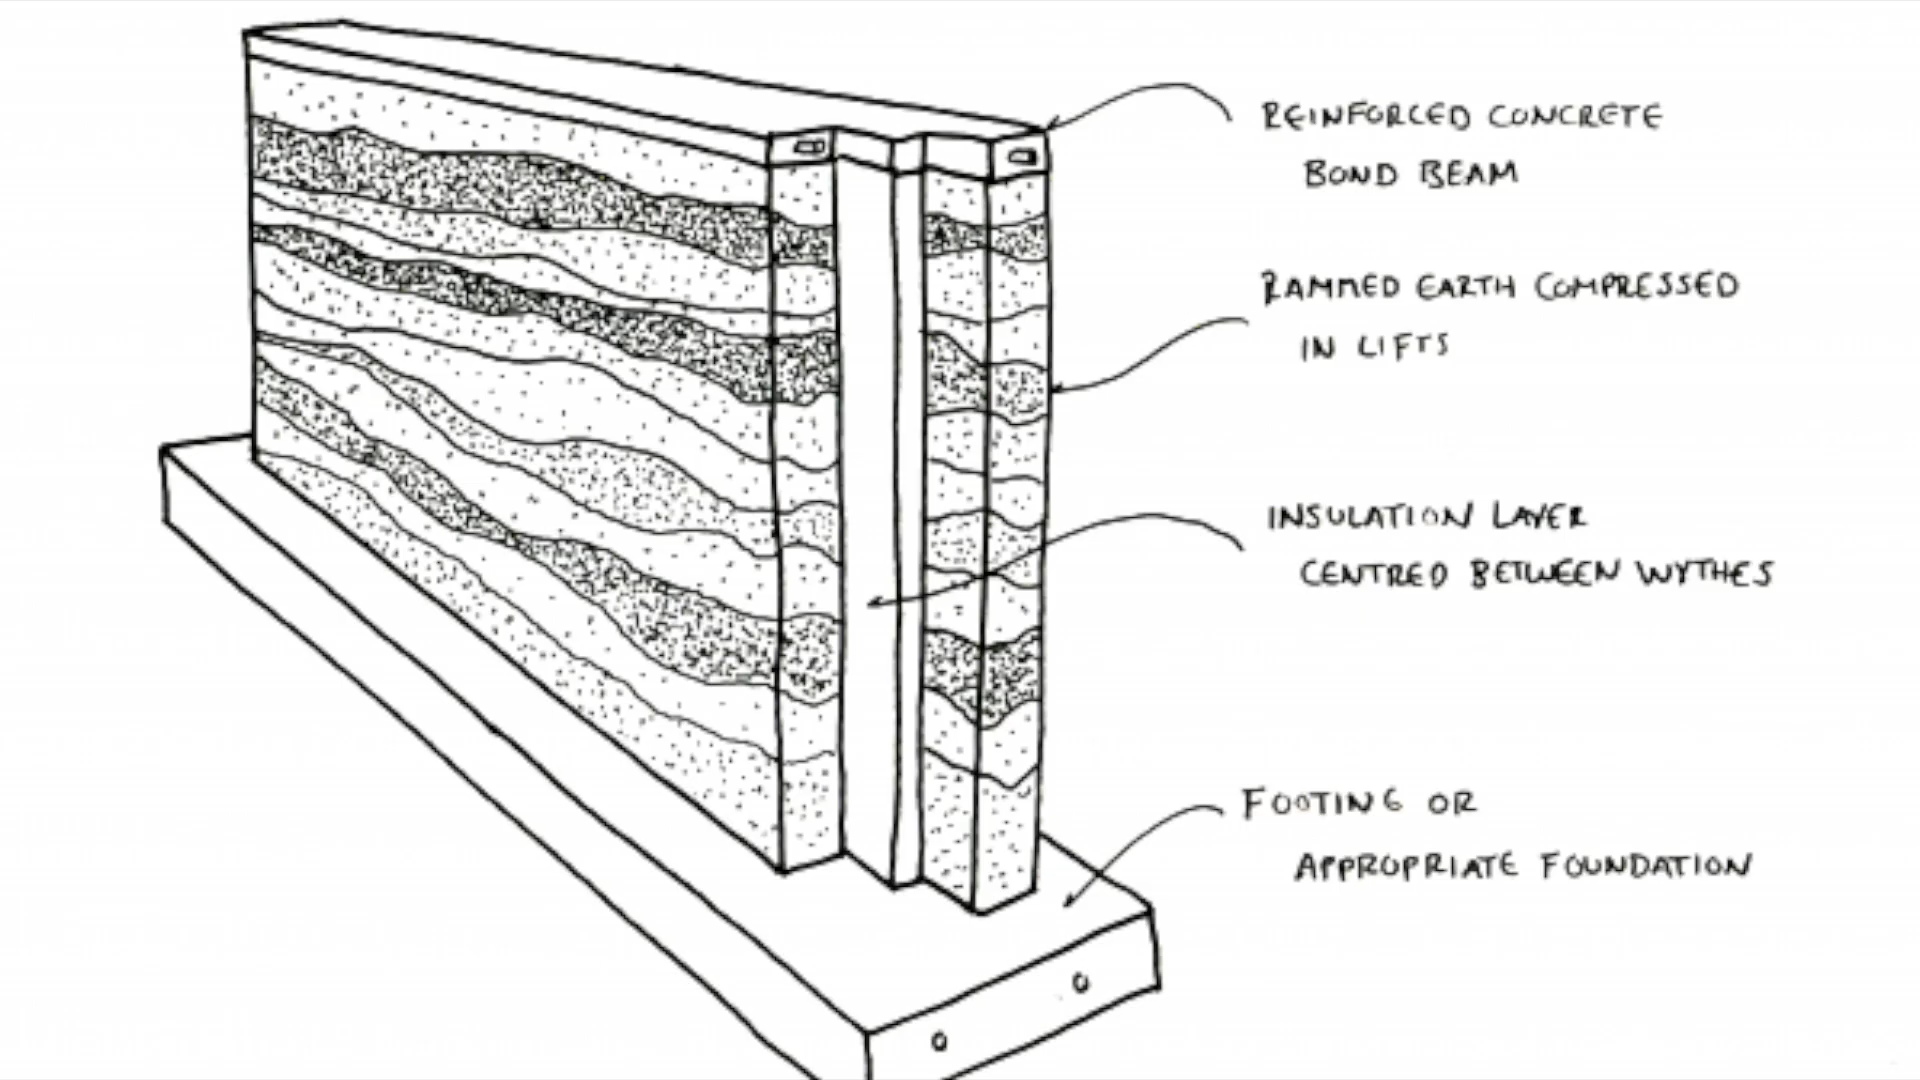 REINFORCED CONCRETE
BOND BEAM
RAMMED EARTH COMPRESSED
IN LIFTS
INSULATION LAYER
CENTRED BETWEEN WYTHES
FOOTING OR
APPROPRIATE FOUNDATION